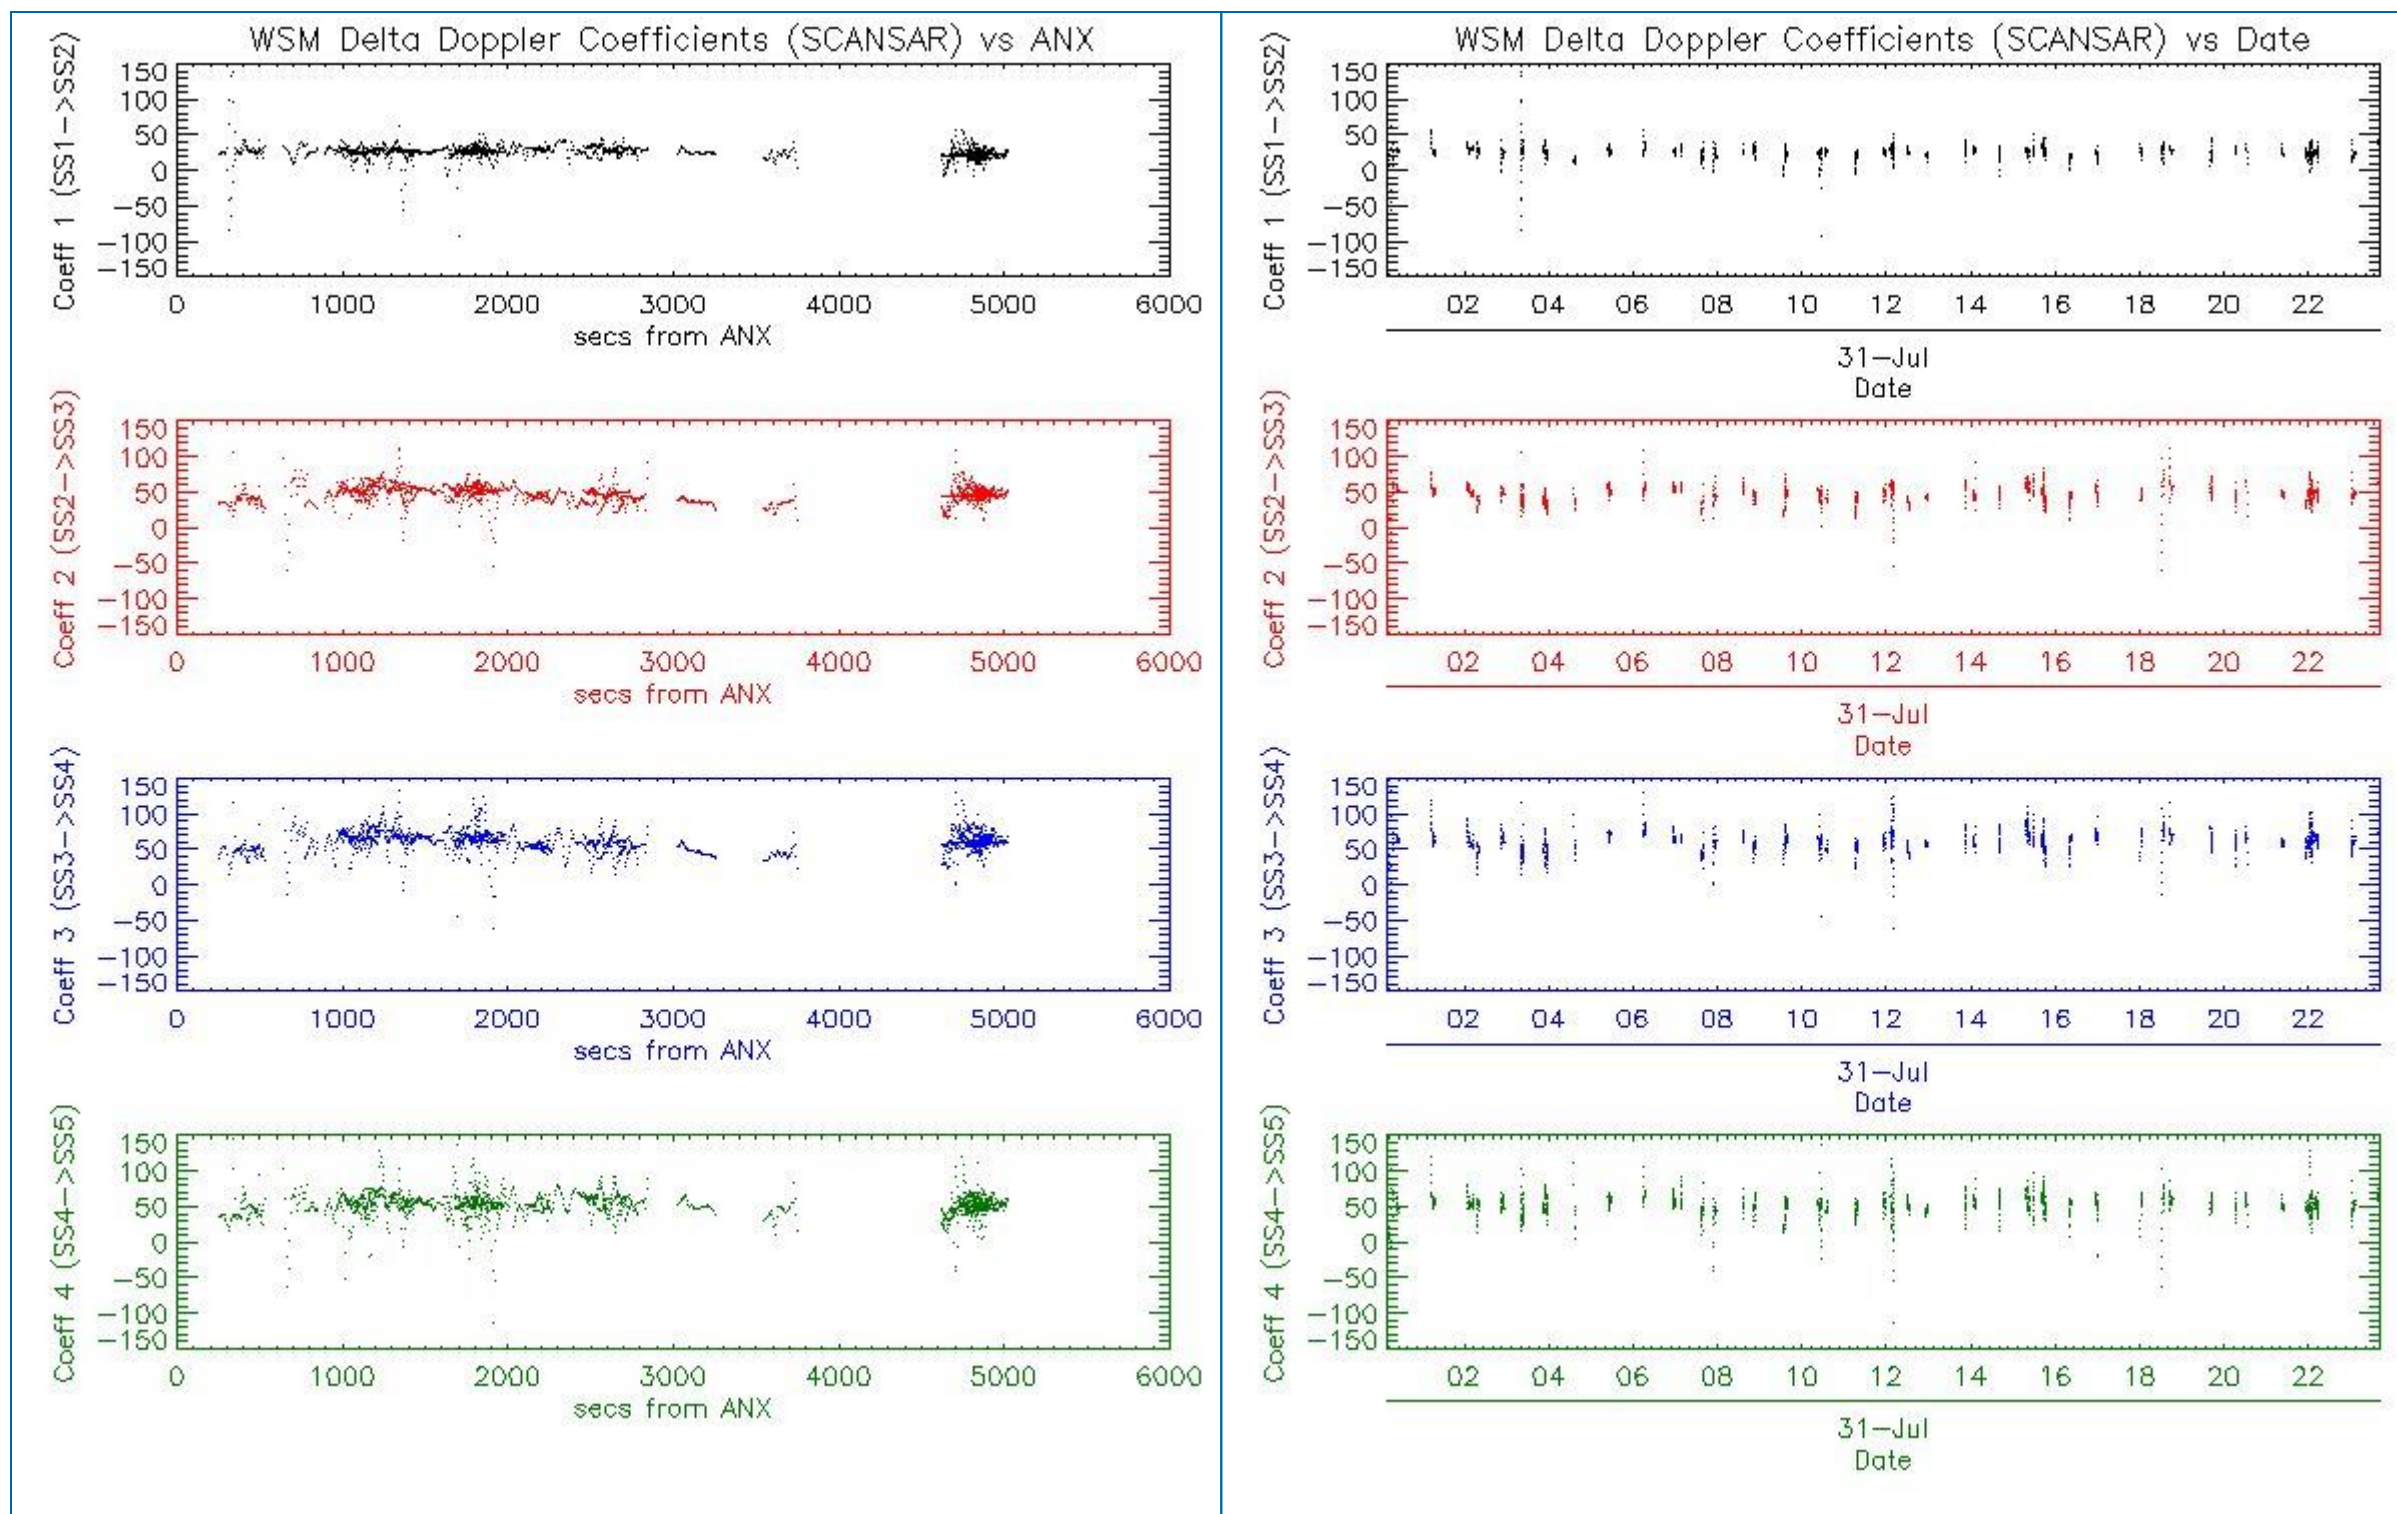 WSM Delta Doppler Coefficients (SCANSAR) vs ANX
Coeff 1 (SS1->SS2)
150
100
50
0
-50
-100
-150
0 1000 2000 3000 4000 5000 6000
secs from ANX
Coeff 2 (SS2->SS3)
150
100
50
0
-50
-100
-150
0 1000 2000 3000 4000 5000 6000
secs from ANX
Coeff 3 (SS3->SS4)
150
100
50
0
-50
-100
-150
0 1000 2000 3000 4000 5000 6000
secs from ANX
Coeff 4 (SS4->SS5)
150
100
50
0
-50
-100
-150
0 1000 2000 3000 4000 5000 6000
secs from ANX
WSM Delta Doppler Coefficients (SCANSAR) vs Date
Coeff 1 (SS1->SS2)
150
100
50
0
-50
-100
-150
02 04 06 08 10 12 14 16 18 20 22
31-Jul
Date
Coeff 2 (SS2->SS3)
150
100
50
0
-50
-100
-150
02 04 06 08 10 12 14 16 18 20 22
31-Jul
Date
Coeff 3 (SS3->SS4)
150
100
50
0
-50
-100
-150
02 04 06 08 10 12 14 16 18 20 22
31-Jul
Date
Coeff 4 (SS4->SS5)
150
100
50
0
-50
-100
-150
02 04 06 08 10 12 14 16 18 20 22
31-Jul
Date